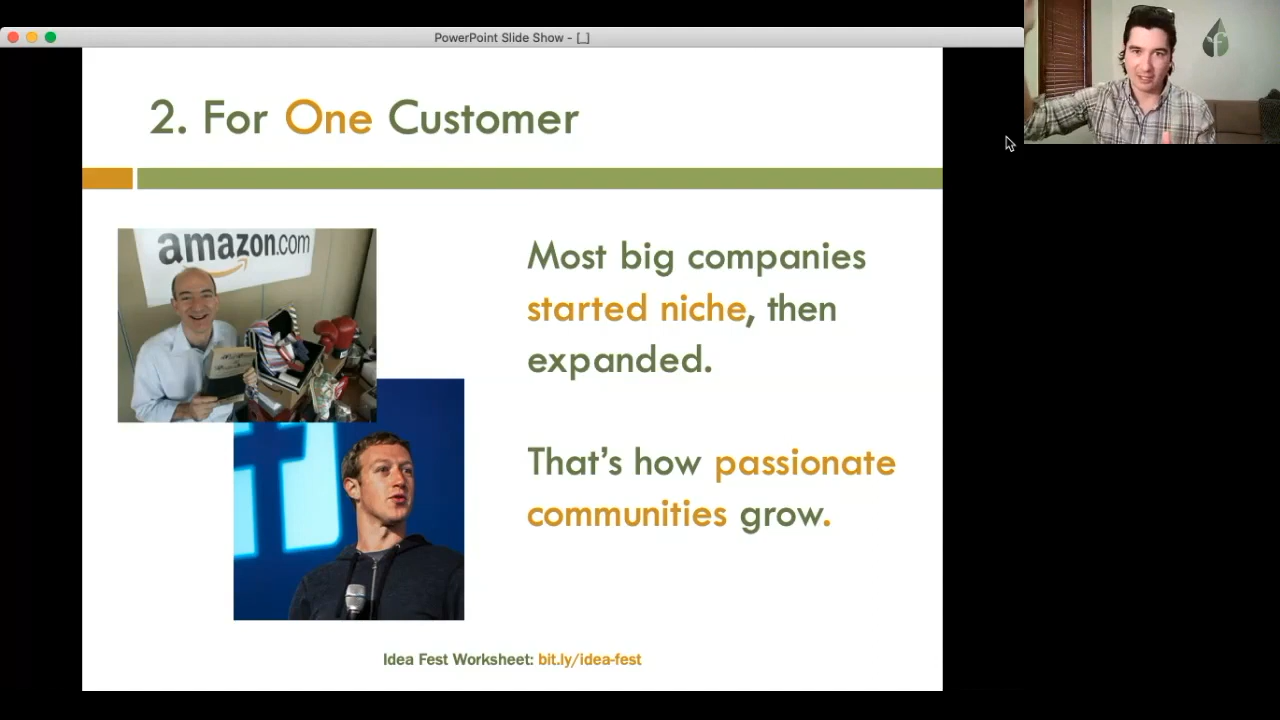 PowerPoint Slide Show - [_]
2. For One Customer
amazon.com
Most big companies
started niche, then
expanded.
That's how passionate
communities grow.
Idea Fest Worksheet: bit.ly/idea-fest